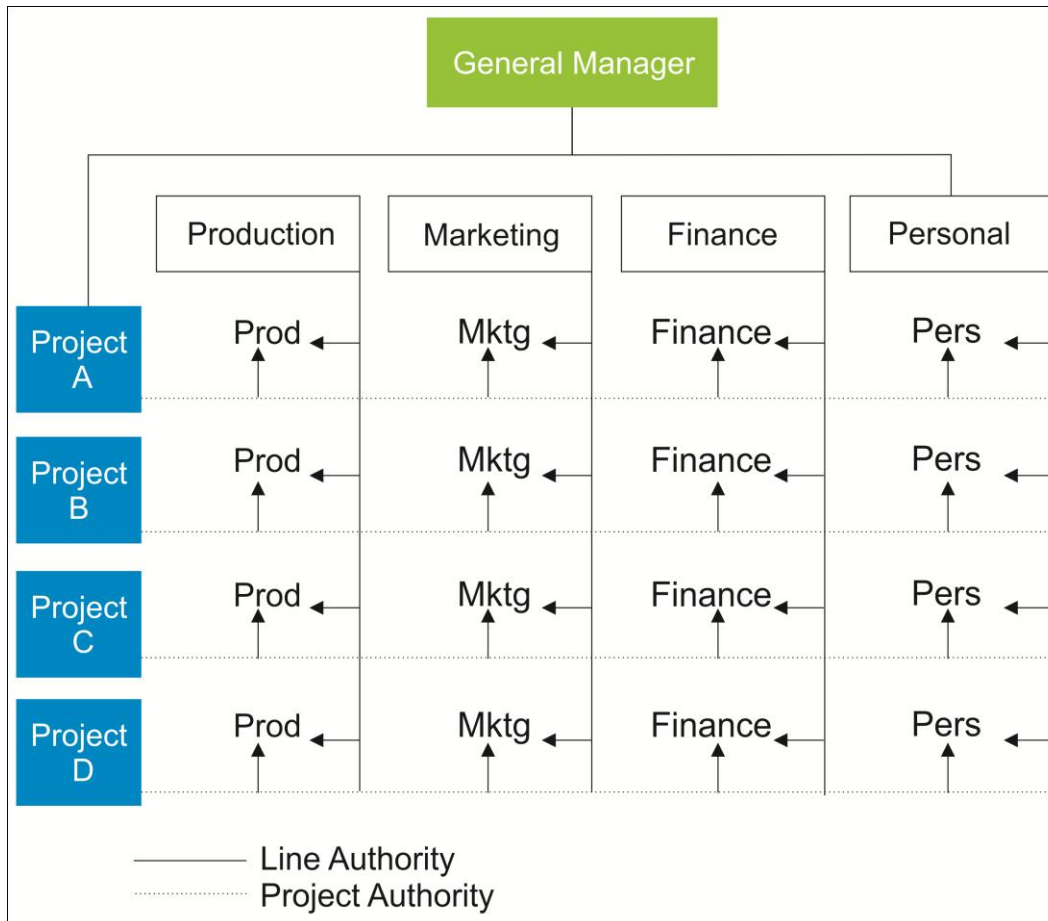 General Manager
Production Marketing Finance Personal
Project
A
Prod Mktg Finance Pers
Project
B
Prod Mktg Finance Pers
Project
C
Prod Mktg Finance Pers
Project
D
Prod Mktg Finance Pers
Line Authority
Project Authority